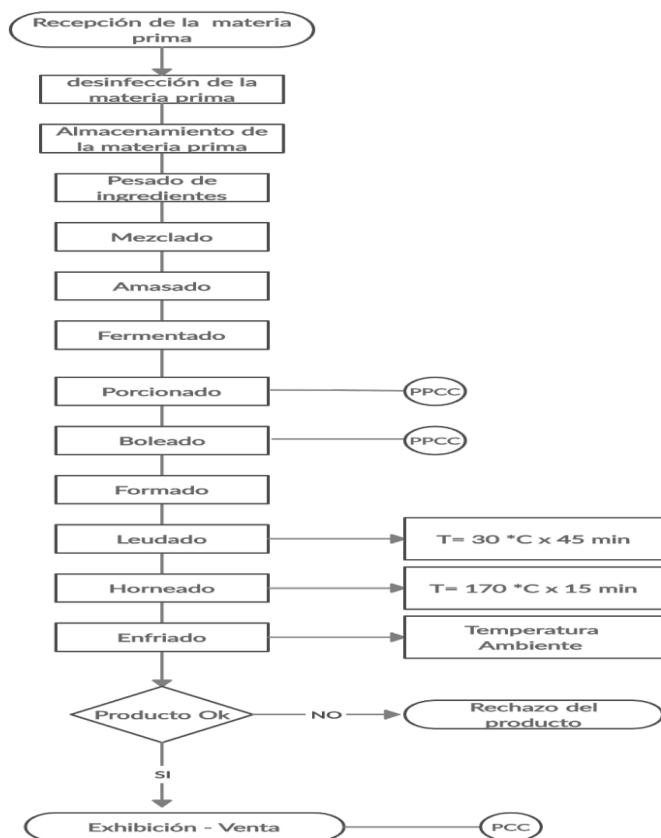 Recepción de la materia
prima
desinfección de la
materia prima
Almacenamiento de
la materia prima
Pesado de
ingredientes
Mezclado
Amasado
Fermentado
Porcionado
PPCC
Boleado
PPCC
Formado
Leudado
T= 30 *C x 45 min
Horneado
T= 170 *C x 15 min
Enfriado
Temperatura
Ambiente
Producto Ok
NO
Rechazo del
producto
SI
Exhibición - Venta
PCC